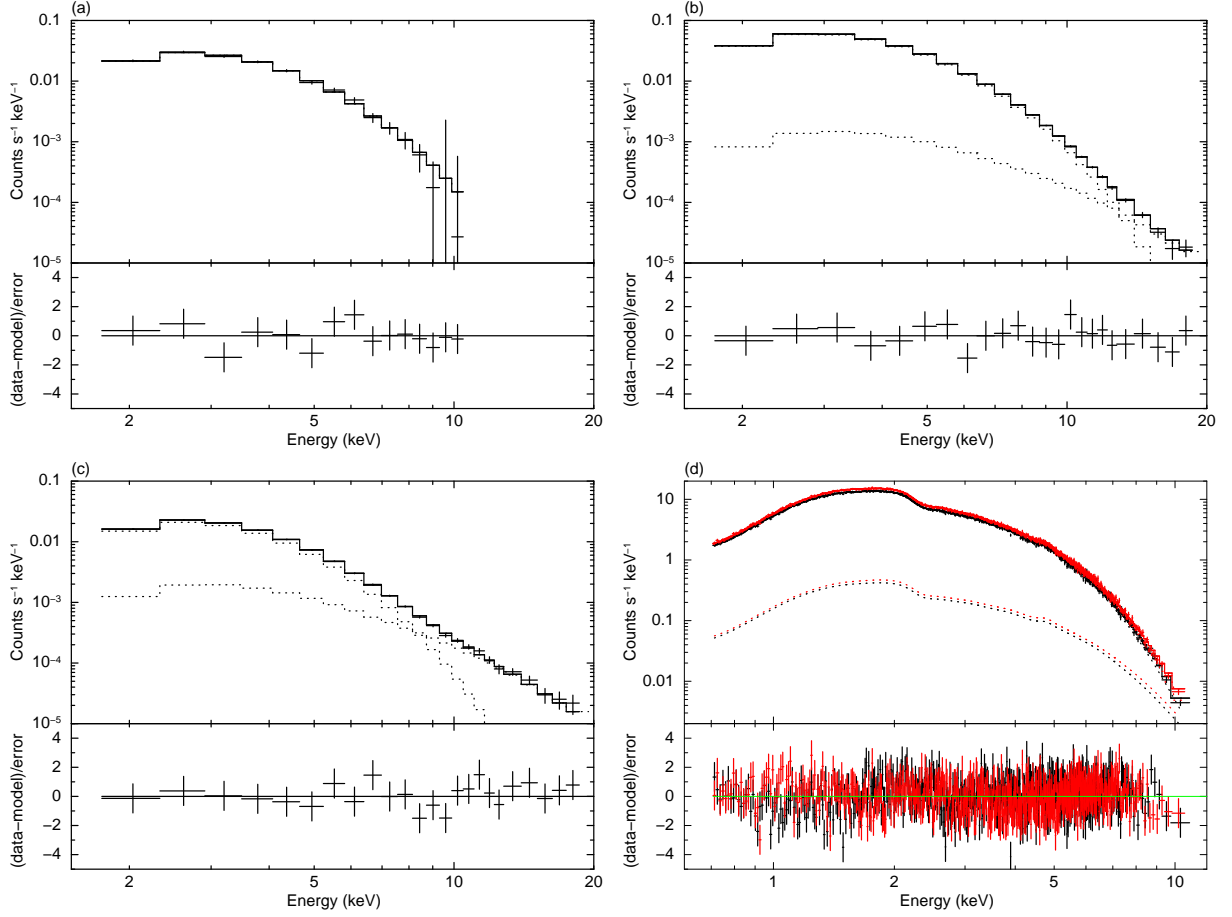 (a)
0.1
0.01
10⁻³
10⁻⁴
10⁻⁵
Counts s⁻¹ keV⁻¹
4
2
0
−2
−4
(data−model)/error
2 5 10 20
Energy (keV)
(b)
0.1
0.01
10⁻³
10⁻⁴
10⁻⁵
Counts s⁻¹ keV⁻¹
4
2
0
−2
−4
(data−model)/error
2 5 10 20
Energy (keV)
(c)
0.1
0.01
10⁻³
10⁻⁴
10⁻⁵
Counts s⁻¹ keV⁻¹
4
2
0
−2
−4
(data−model)/error
2 5 10 20
Energy (keV)
(d)
10
1
0.1
0.01
Counts s⁻¹ keV⁻¹
4
2
0
−2
−4
(data−model)/error
1 2 5 10
Energy (keV)